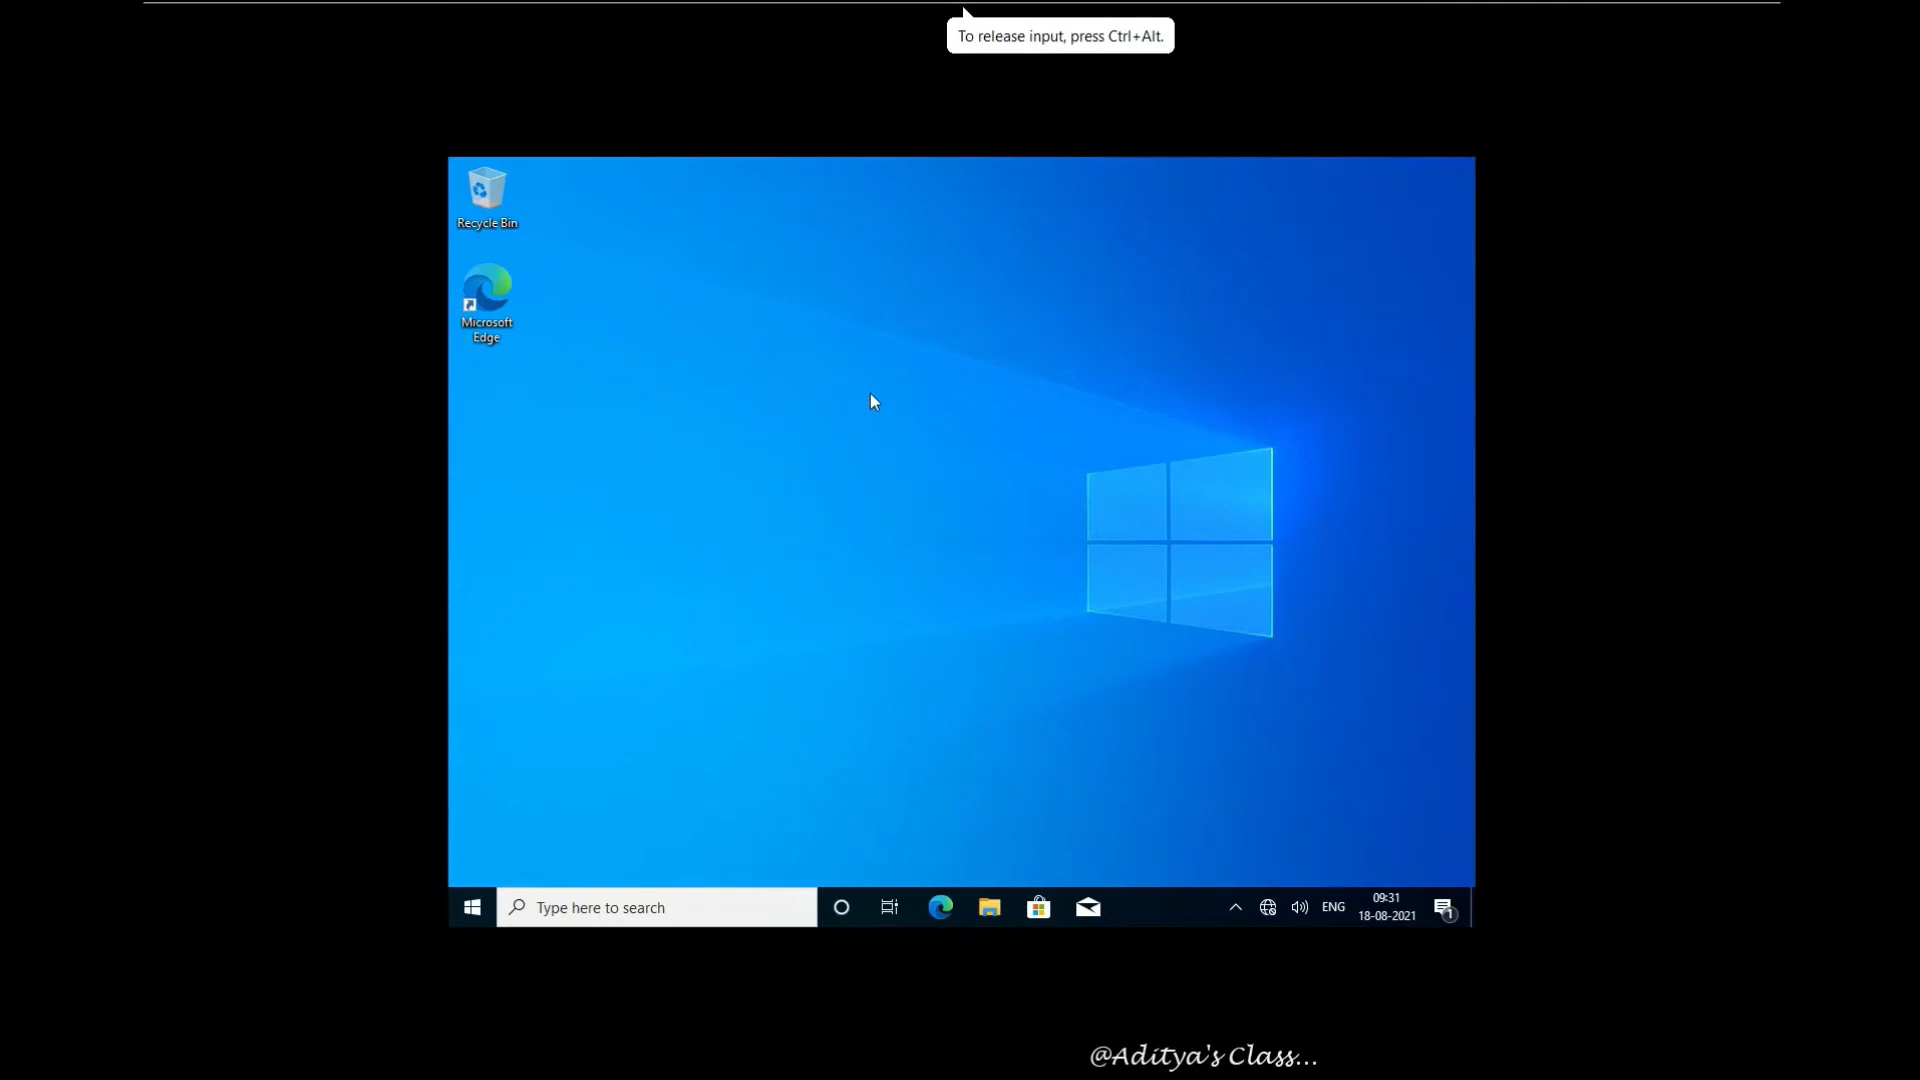 To release input, press Ctrl+Alt.
Recycle Bin
Microsoft
Edge
Type here to search
ENG
09:31
18-08-2021
1
@Aditya's Class...